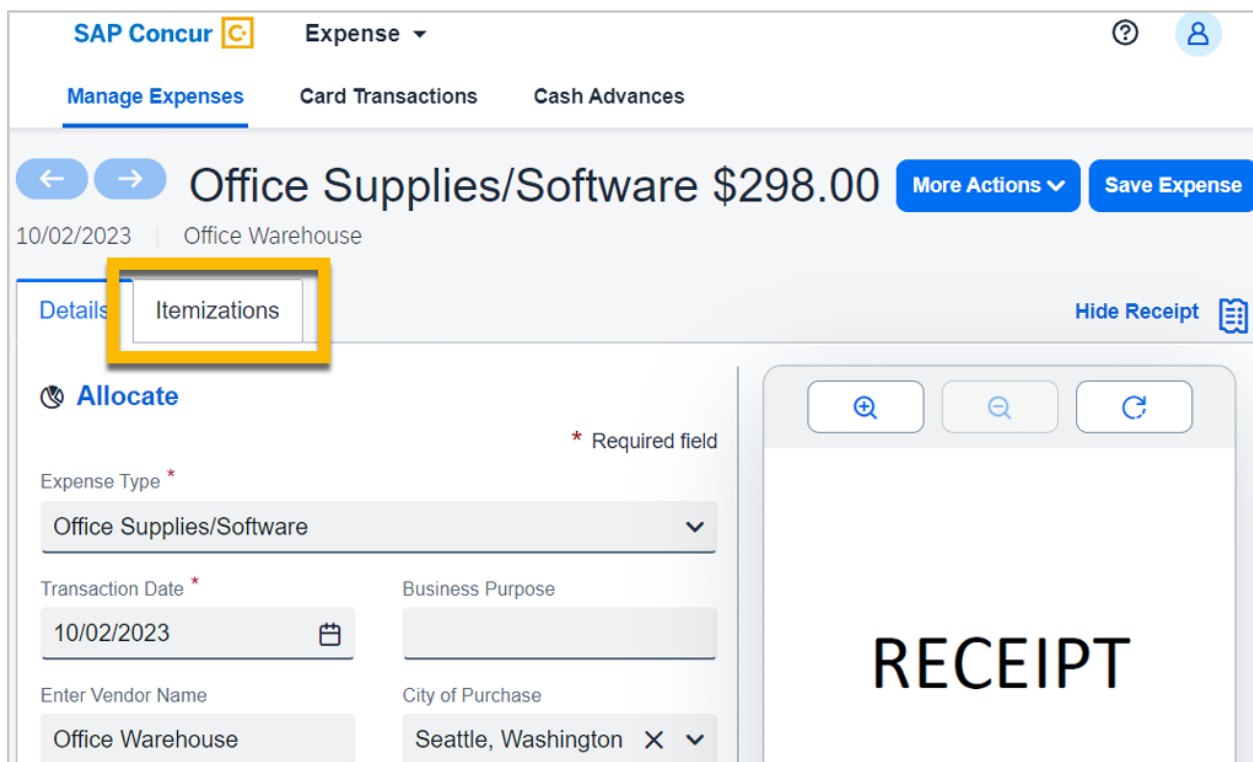 SAP Concur C Expense
Manage Expenses Card Transactions Cash Advances
Office Supplies/Software $298.00 More Actions Save Expense
10/02/2023 Office Warehouse
Details Itemizations Hide Receipt
Allocate
* Required field
Expense Type *
Office Supplies/Software
Transaction Date * Business Purpose
10/02/2023
Enter Vendor Name City of Purchase
Office Warehouse Seattle, Washington
RECEIPT